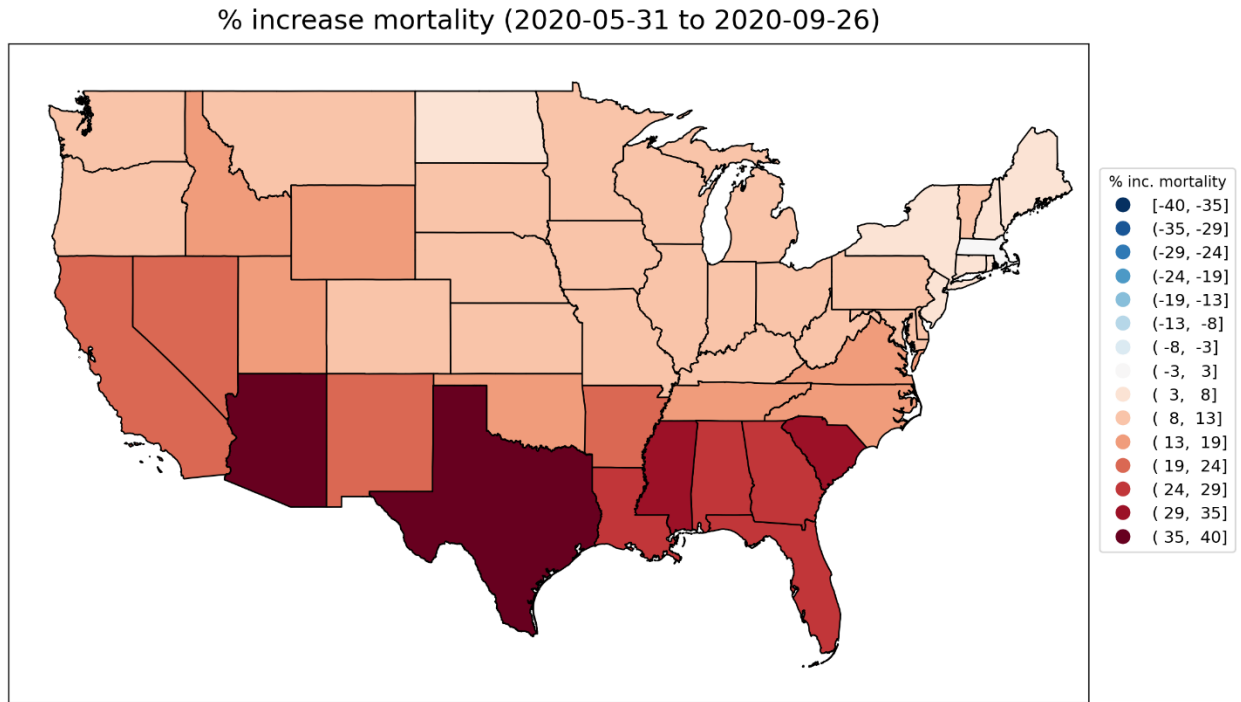 % increase mortality (2020-05-31 to 2020-09-26)
% inc. mortality
[-40, -35]
(-35, -29]
(-29, -24]
(-24, -19]
(-19, -13]
(-13, -8]
( -8, -3]
( -3, 3]
( 3, 8]
( 8, 13]
( 13, 19]
( 19, 24]
( 24, 29]
( 29, 35]
( 35, 40]